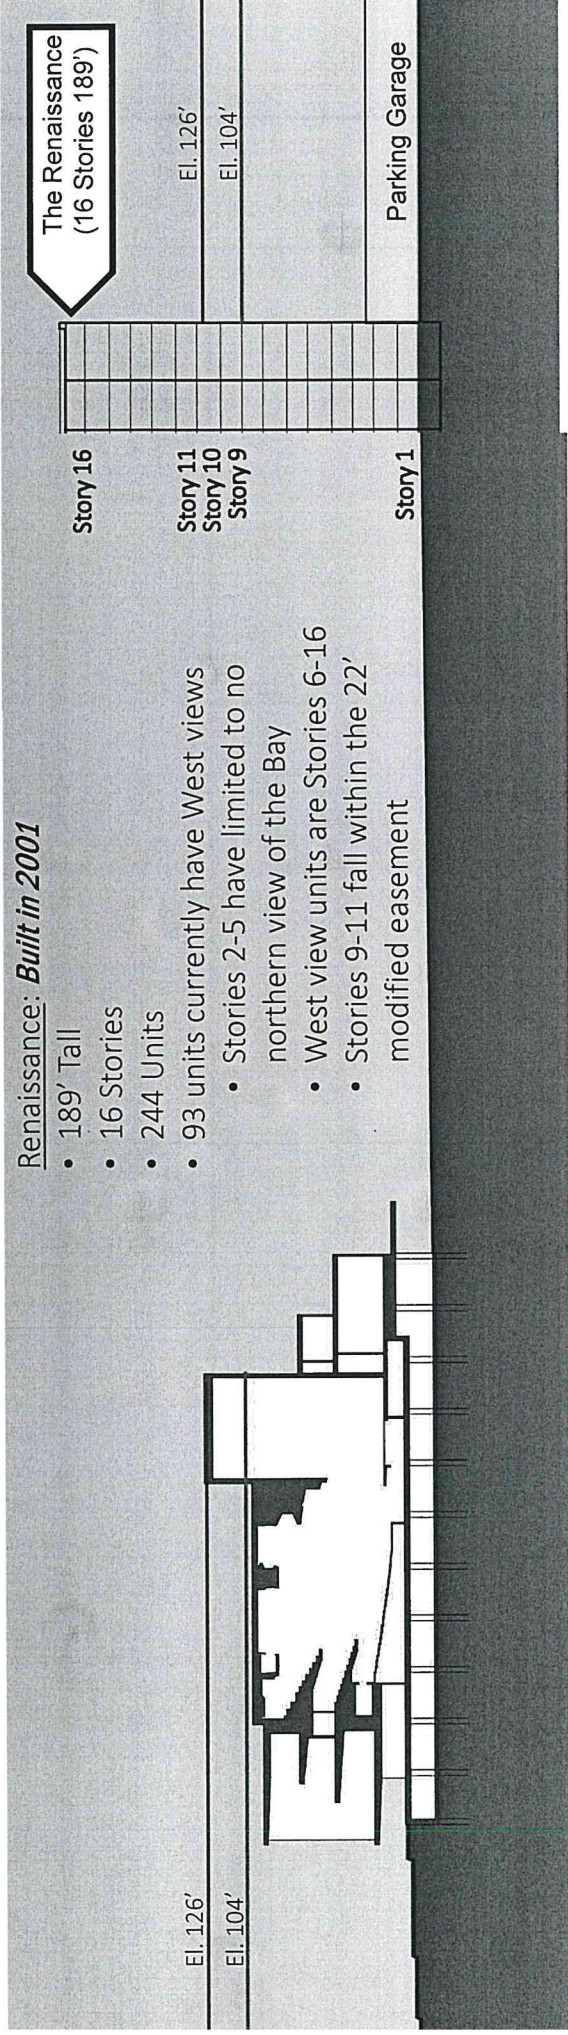 Renaissance: Built in 2001
• 189' Tall
• 16 Stories
• 244 Units
• 93 units currently have West views
• Stories 2-5 have limited to no
northern view of the Bay
• West view units are Stories 6-16
• Stories 9-11 fall within the 22'
modified easement
El. 126'
El. 104'
Story 16
Story 11
Story 10
Story 9
Story 1
The Renaissance
(16 Stories 189')
El. 126'
El. 104'
Parking Garage